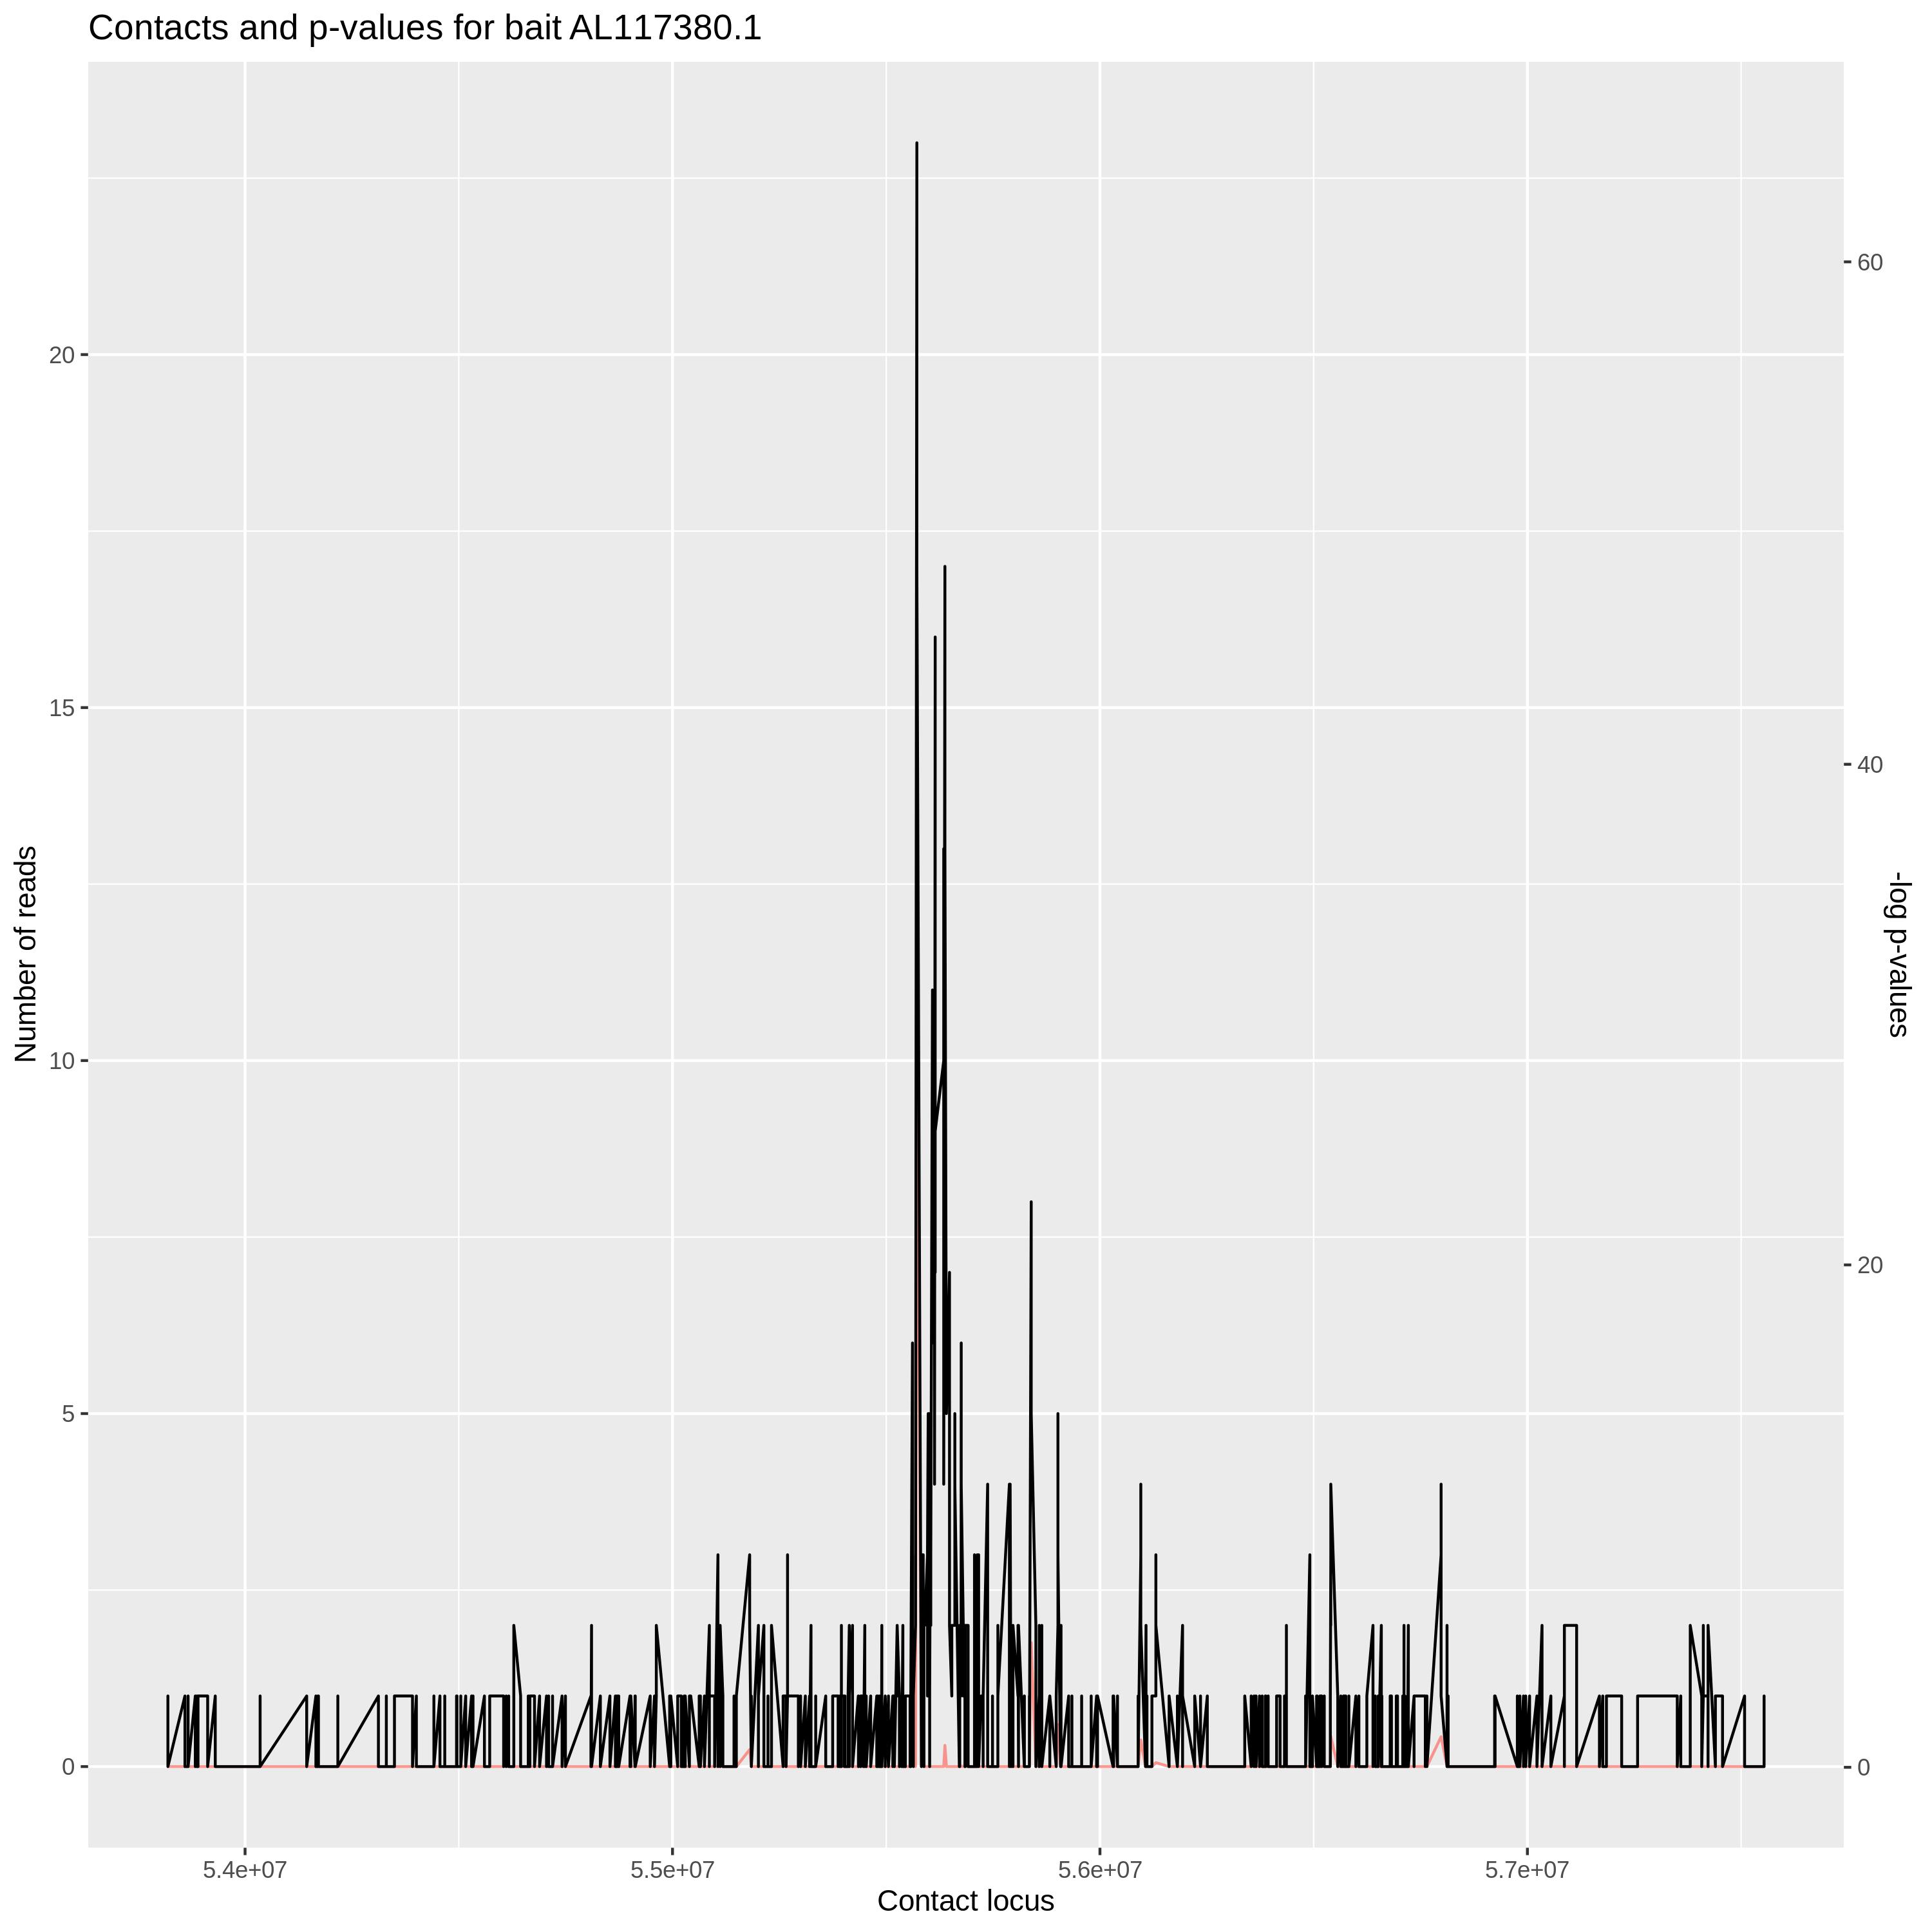 Contacts and p-values for bait AL117380.1
Number of reads
20
15
10
5
0
-log p-values
60
40
20
0
5.4e+07 5.5e+07 5.6e+07 5.7e+07
Contact locus